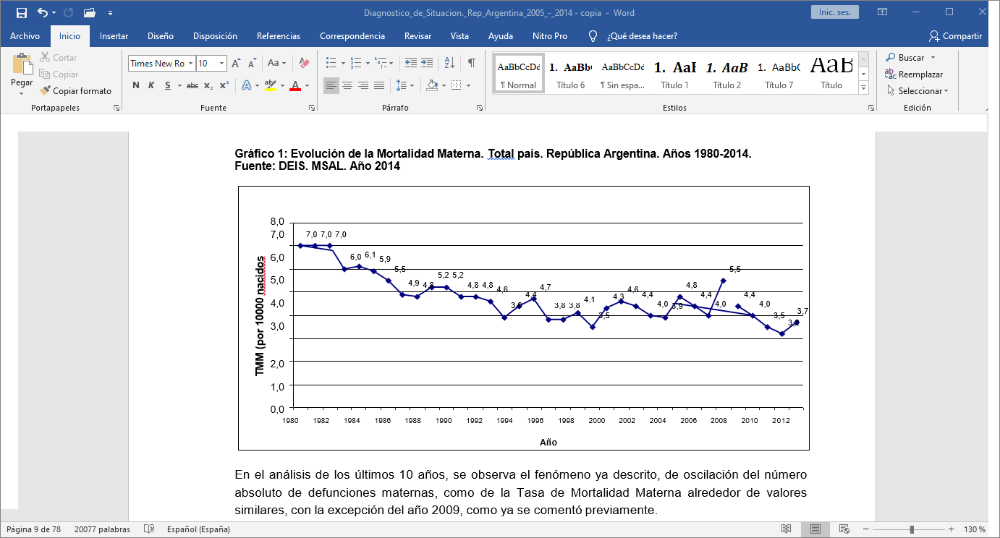 Diagnostico_de_Situacion._Rep_Argentina_2005_-_2014 - copia - Word
Inic. ses.
Archivo Inicio Insertar Diseño Disposición Referencias Correspondencia Revisar Vista Ayuda Nitro Pro ¿Qué desea hacer? Compartir
Pegar
Cortar
Copiar
Copiar formato
Portapapeles
Times New Ro 10
N K S abc x₂ x²
Fuente
Párrafo
AaBbCcDd 1. AaBb( AaBbCcDd 1. AaB 1. AaB 1. AaBbC AaB
¶ Normal Título 6 ¶ Sin espa... Título 1 Título 2 Título 7 Título
Estilos
Buscar
Reemplazar
Seleccionar
Edición
Gráfico 1: Evolución de la Mortalidad Materna. Total país. República Argentina. Años 1980-2014.
Fuente: DEIS. MSAL. Año 2014
TMM (por 10000 nacidos
8,0
7,0
6,0
5,0
4,0
3,0
2,0
1,0
0,0
7,0 7,0 7,0 6,0 6,1 5,9 5,5 4,9 4,8 5,2 5,2 4,8 4,8 4,6 3,9 4,4 4,7 3,8 3,8 4,1 3,5 4,3 4,6 4,4 4,0 3,9 4,8 4,4 4,0 5,5 4,4 4,0 3,5 3,2 3,7
1980 1982 1984 1986 1988 1990 1992 1994 1996 1998 2000 2002 2004 2006 2008 2010 2012
Año
En el análisis de los últimos 10 años, se observa el fenómeno ya descrito, de oscilación del número
absoluto de defunciones maternas, como de la Tasa de Mortalidad Materna alrededor de valores
similares, con la excepción del año 2009, como ya se comentó previamente.
Página 9 de 78 20077 palabras Español (España) 130 %